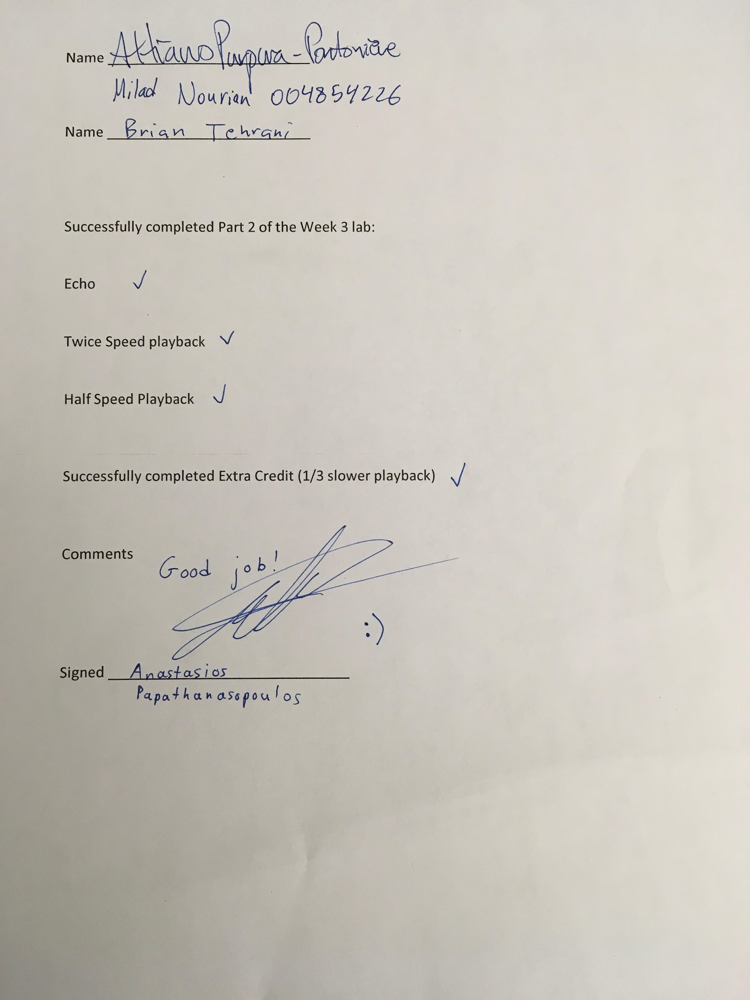 Name Attiano Purpura-Pontoniere
Milad Nourian 004854226
Name Brian Tehrani
Successfully completed Part 2 of the Week 3 lab:
Echo ✓
Twice Speed playback ✓
Half Speed Playback ✓
Successfully completed Extra Credit (1/3 slower playback) ✓
Comments Good job!
:)
Signed Anastasios
Papathanasopoulos